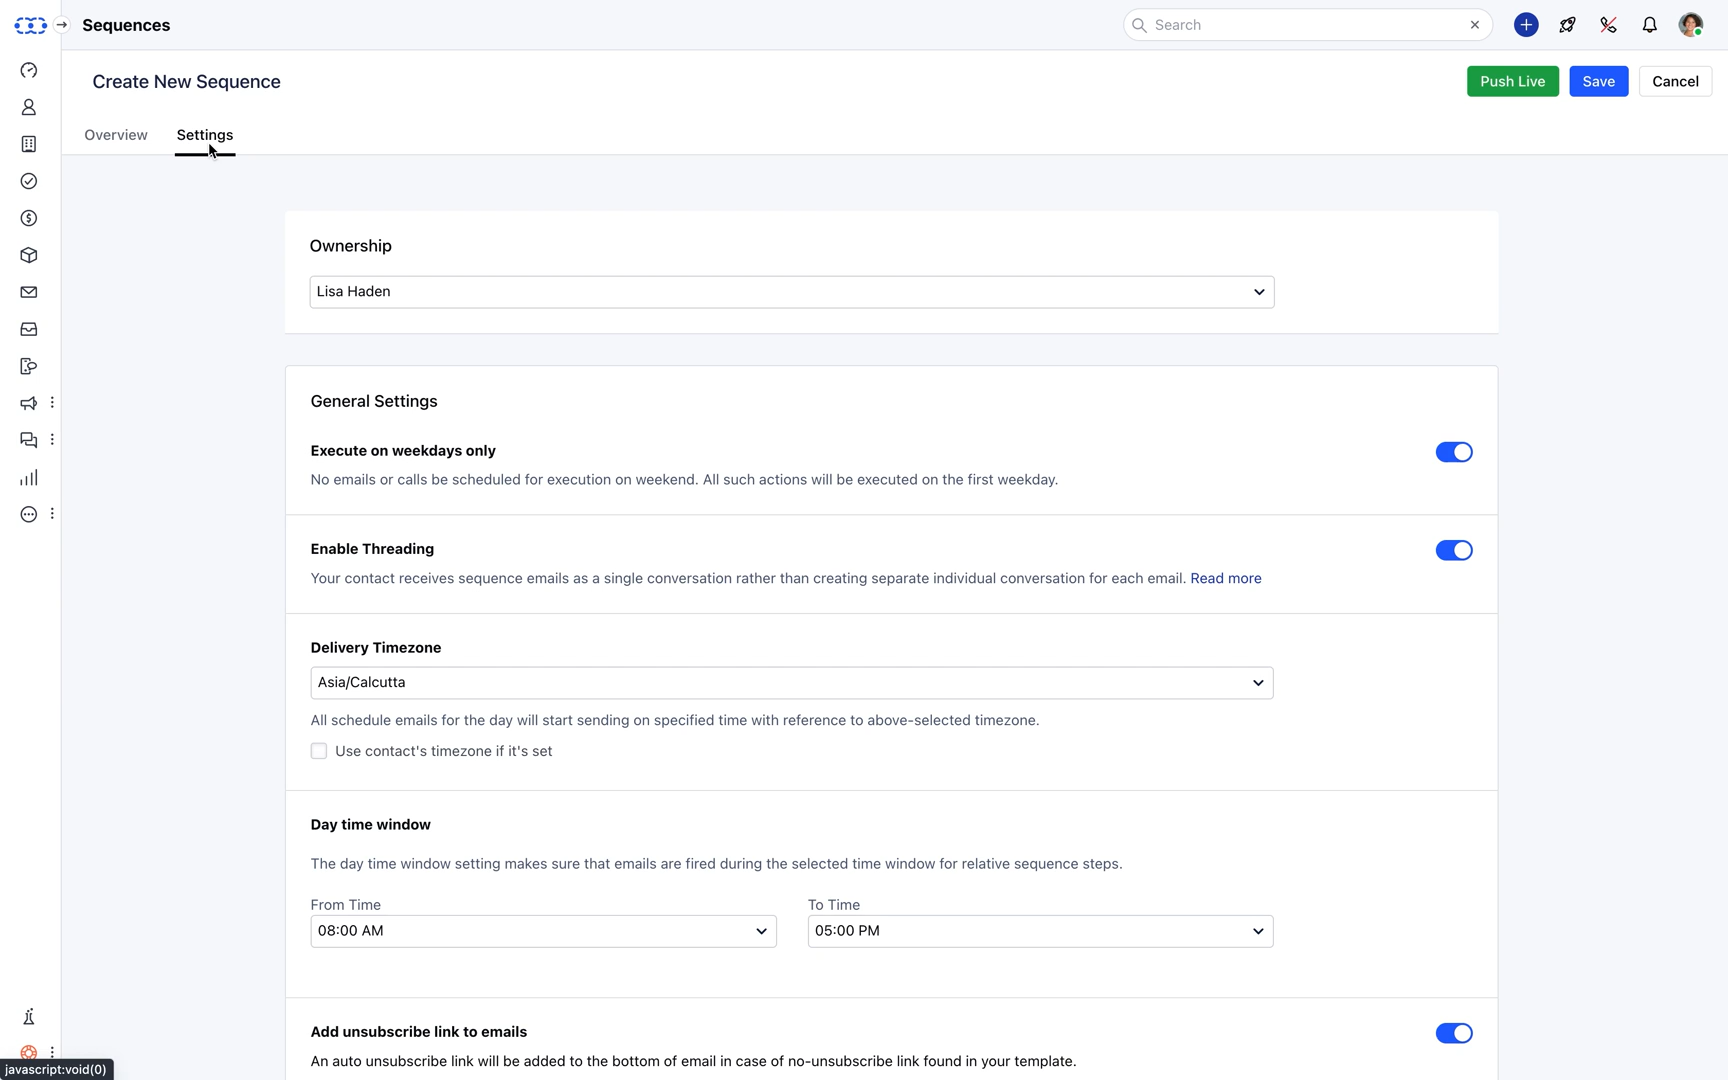 Sequences
Search
Create New Sequence
Push Live
Save
Cancel
Overview
Settings
Ownership
Lisa Haden
General Settings
Execute on weekdays only
No emails or calls be scheduled for execution on weekend. All such actions will be executed on the first weekday.
Enable Threading
Your contact receives sequence emails as a single conversation rather than creating separate individual conversation for each email. Read more
Delivery Timezone
Asia/Calcutta
All schedule emails for the day will start sending on specified time with reference to above-selected timezone.
Use contact's timezone if it's set
Day time window
The day time window setting makes sure that emails are fired during the selected time window for relative sequence steps.
From Time
To Time
08:00 AM
05:00 PM
Add unsubscribe link to emails
An auto unsubscribe link will be added to the bottom of email in case of no-unsubscribe link found in your template.
javascript:void(0)